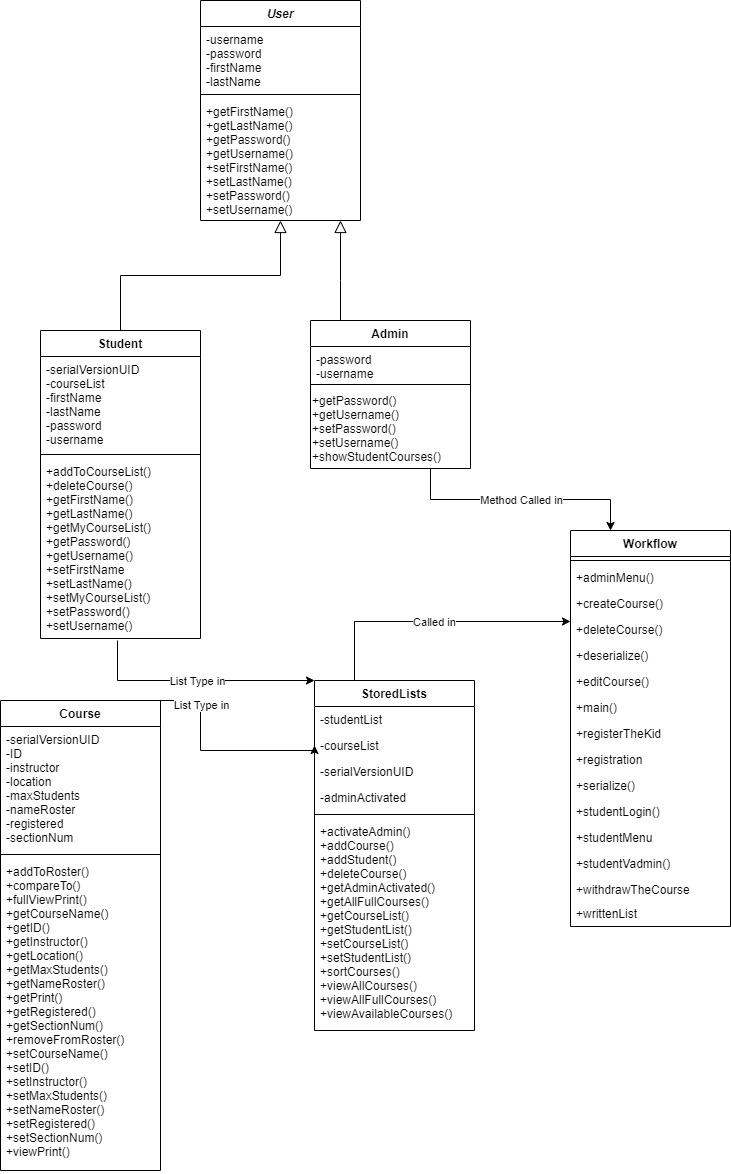 User
-username
-password
-firstName
-lastName
+getFirstName()
+getLastName()
+getPassword()
+getUsername()
+setFirstName()
+setLastName()
+setPassword()
+setUsername()
Student
-serialVersionUID
-courseList
-firstName
-lastName
-password
-username
+addToCourseList()
+deleteCourse()
+getFirstName()
+getLastName()
+getMyCourseList()
+getPassword()
+getUsername()
+setFirstName
+setLastName()
+setMyCourseList()
+setPassword()
+setUsername()
Admin
-password
-username
+getPassword()
+getUsername()
+setPassword()
+setUsername()
+showStudentCourses()
Method Called in
Workflow
+adminMenu()
+createCourse()
+deleteCourse()
+deserialize()
+editCourse()
+main()
+registerTheKid
+registration
+serialize()
+studentLogin()
+studentMenu
+studentVadmin()
+withdrawTheCourse
+writtenList
Called in
List Type in
List Type in
StoredLists
-studentList
-courseList
-serialVersionUID
-adminActivated
+activateAdmin()
+addCourse()
+addStudent()
+deleteCourse()
+getAdminActivated()
+getAllFullCourses()
+getCourseList()
+getStudentList()
+setCourseList()
+setStudentList()
+sortCourses()
+viewAllCourses()
+viewAllFullCourses()
+viewAvailableCourses()
Course
-serialVersionUID
-ID
-instructor
-location
-maxStudents
-nameRoster
-registered
-sectionNum
+addToRoster()
+compareTo()
+fullViewPrint()
+getCourseName()
+getID()
+getInstructor()
+getLocation()
+getMaxStudents()
+getNameRoster()
+getPrint()
+getRegistered()
+getSectionNum()
+removeFromRoster()
+setCourseName()
+setID()
+setInstructor()
+setMaxStudents()
+setNameRoster()
+setRegistered()
+setSectionNum()
+viewPrint()